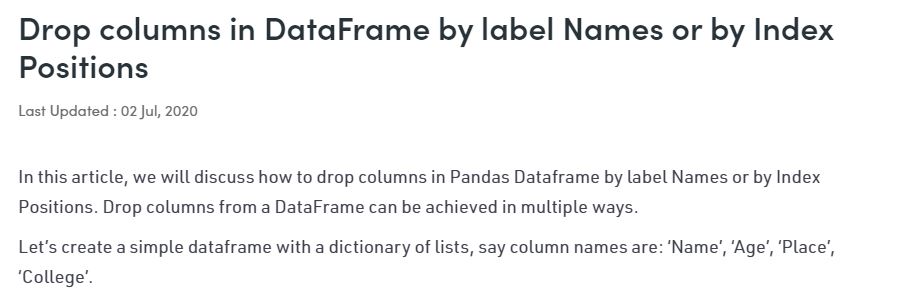 Drop columns in DataFrame by label Names or by Index
Positions
Last Updated : 02 Jul, 2020
In this article, we will discuss how to drop columns in Pandas Dataframe by label Names or by Index
Positions. Drop columns from a DataFrame can be achieved in multiple ways.
Let’s create a simple dataframe with a dictionary of lists, say column names are: ‘Name’, ‘Age’, ‘Place’,
‘College’.